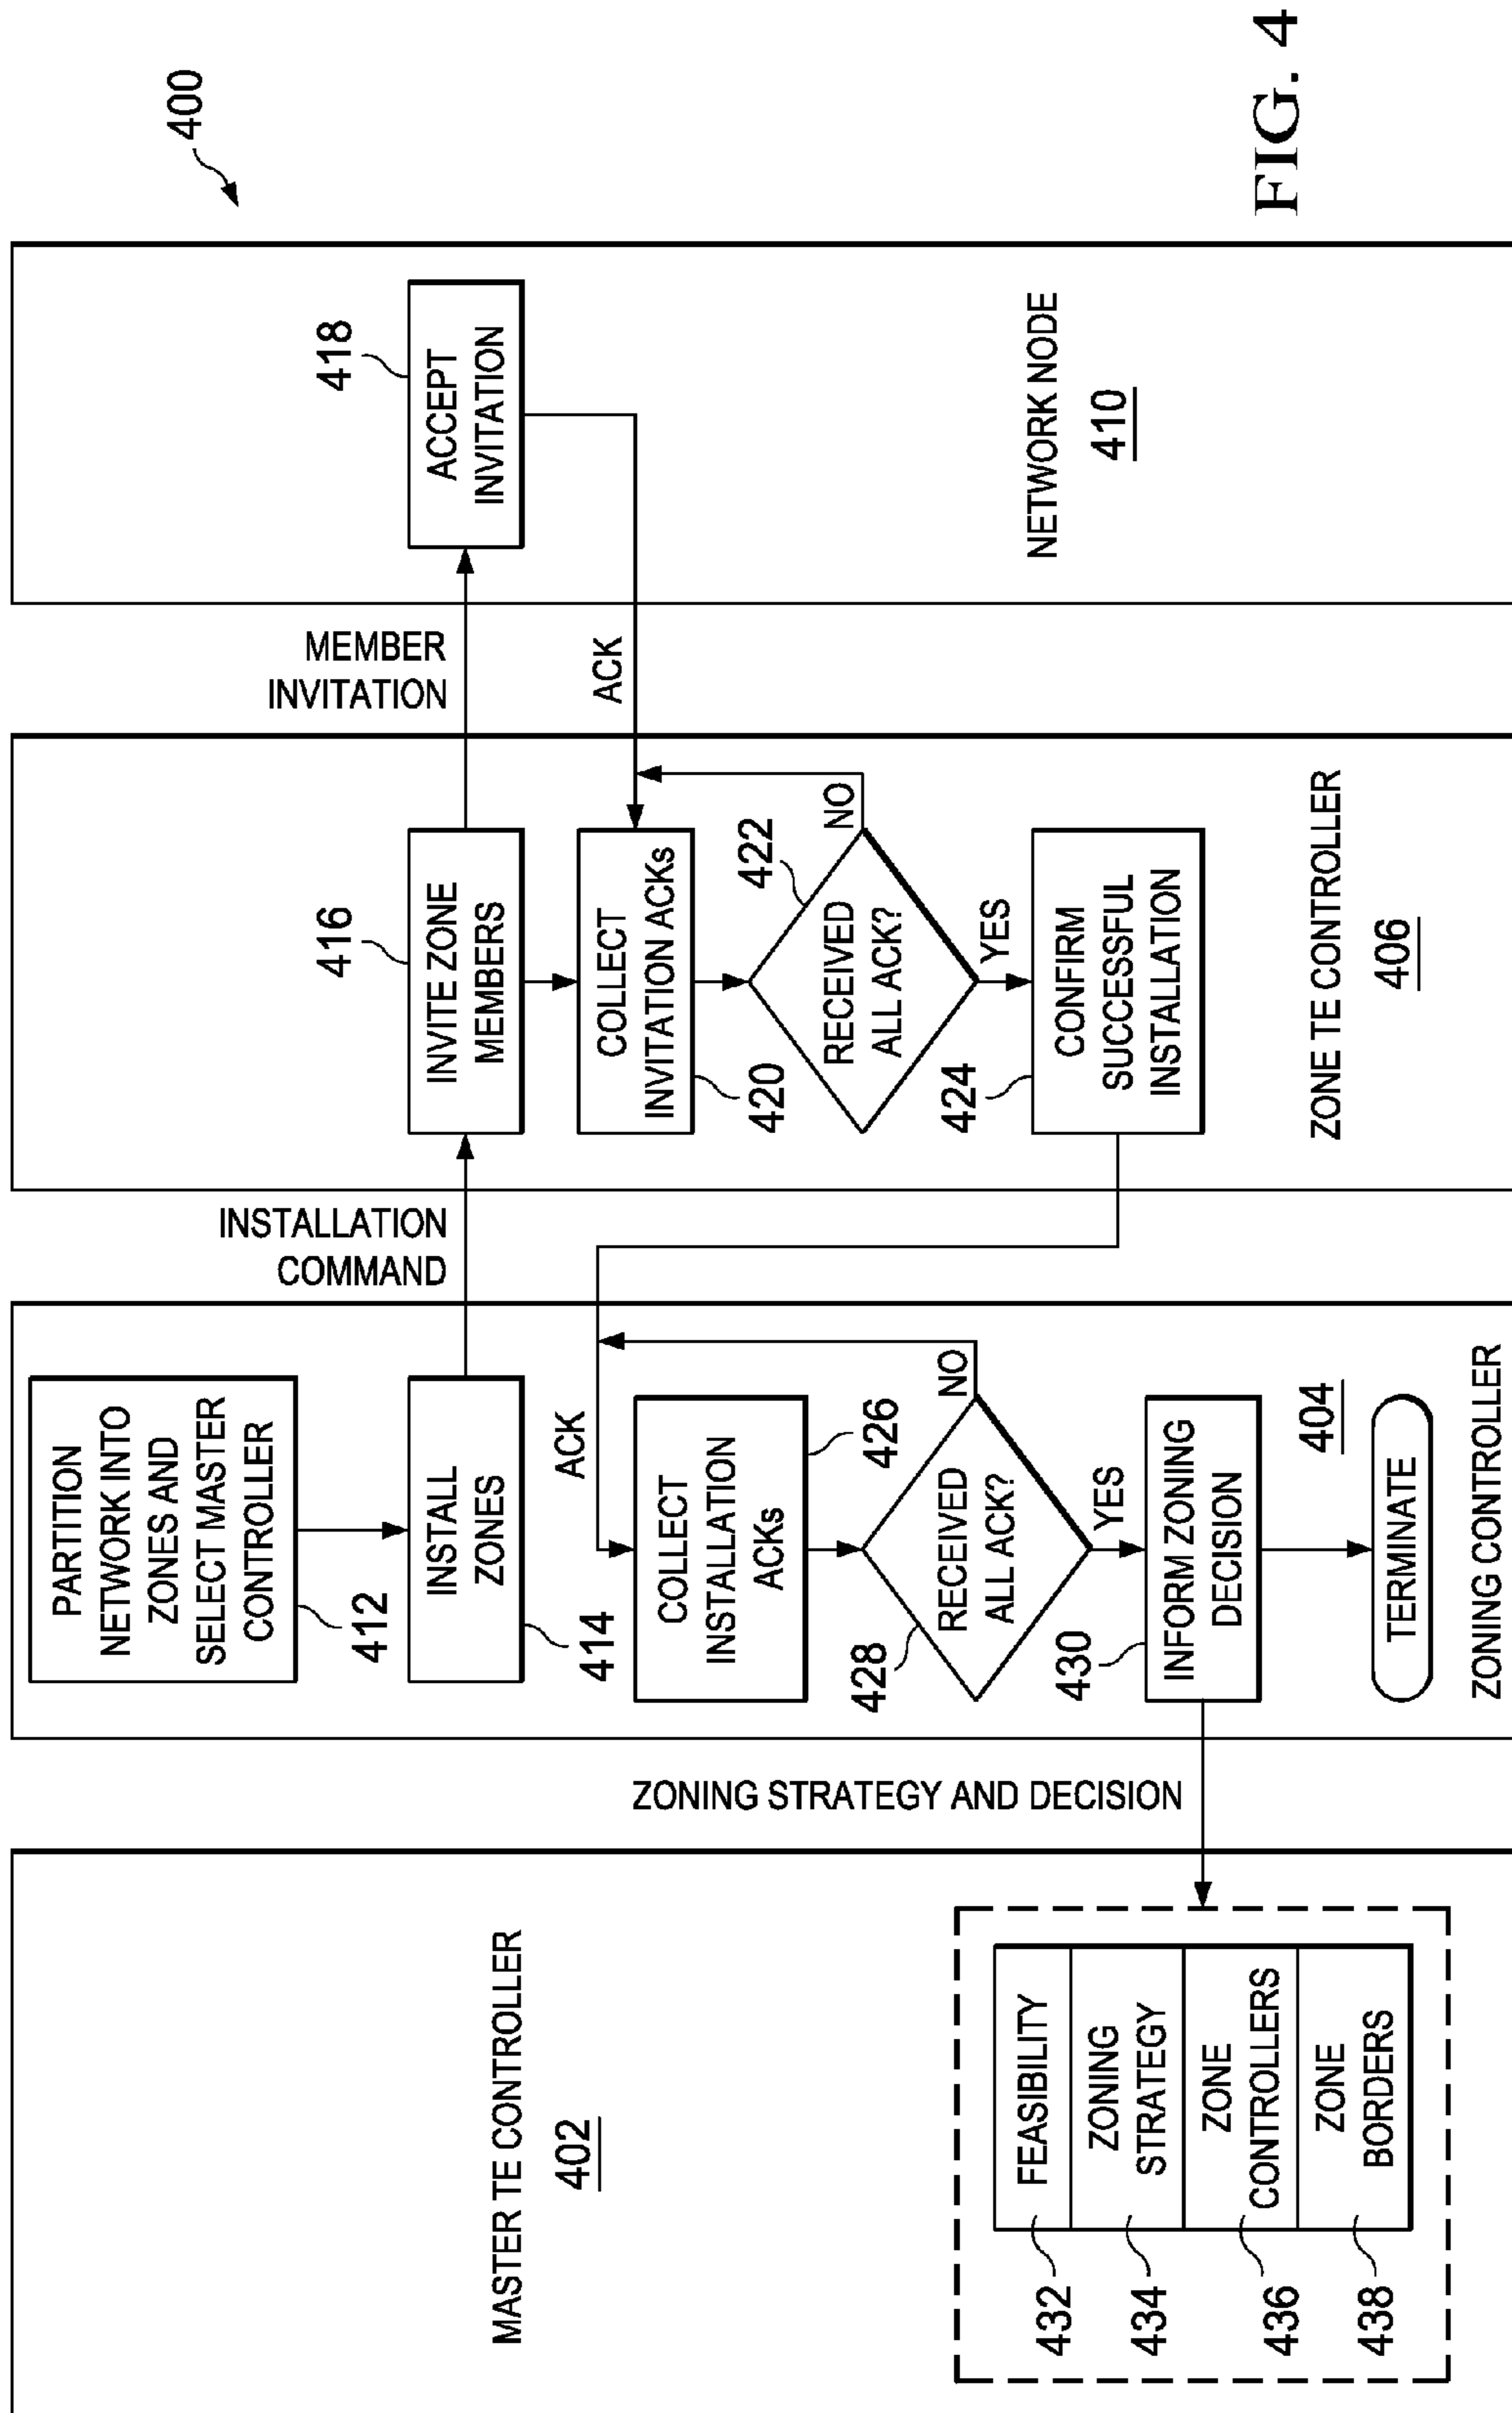 400
MASTER TE CONTROLLER
402
FEASIBILITY
ZONING
STRATEGY
ZONE
CONTROLLERS
ZONE
BORDERS
432
434
436
438
ZONING STRATEGY AND DECISION
PARTITION
NETWORK INTO
ZONES AND
SELECT MASTER
CONTROLLER
412
INSTALL
ZONES
414
ACK
COLLECT
INSTALLATION
ACKs
426
RECEIVED
ALL ACK?
428
NO
YES
INFORM ZONING
DECISION
430
404
TERMINATE
ZONING CONTROLLER
INSTALLATION
COMMAND
416
INVITE ZONE
MEMBERS
COLLECT
INVITATION ACKs
420
422
RECEIVED
ALL ACK?
NO
YES
424
CONFIRM
SUCCESSFUL
INSTALLATION
ZONE TE CONTROLLER
406
MEMBER
INVITATION
ACK
418
ACCEPT
INVITATION
NETWORK NODE
410
FIG. 4